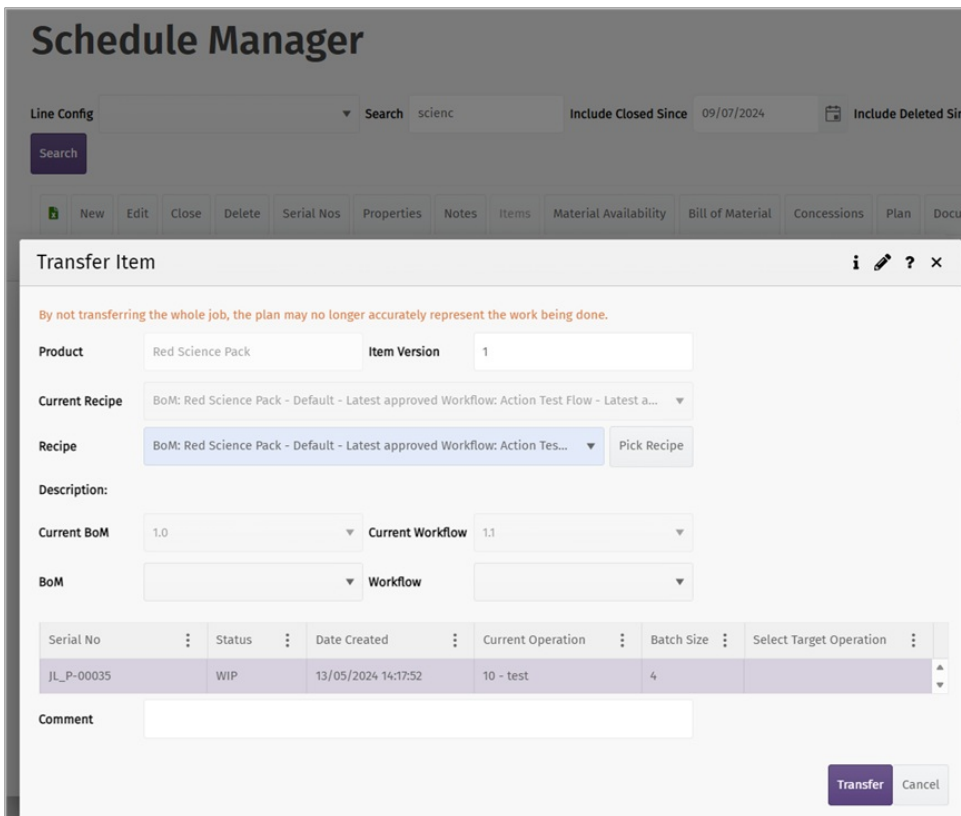 Schedule Manager
Line Config Search scienc Include Closed Since 09/07/2024 Include Deleted
Search
New Edit Close Delete Serial Nos Properties Notes Items Material Availability Bill of Material Concessions Plan
Transfer Item
By not transferring the whole job, the plan may no longer accurately represent the work being done.
Product Red Science Pack Item Version 1
Current Recipe BoM: Red Science Pack - Default - Latest approved Workflow: Action Test Flow - Latest a...
Recipe BoM: Red Science Pack - Default - Latest approved Workflow: Action Tes... Pick Recipe
Description:
Current BoM 1.0 Current Workflow 1.1
BoM Workflow
Serial No Status Date Created Current Operation Batch Size Select Target Operation
JL_P-00035 WIP 13/05/2024 14:17:52 10 - test 4
Comment
Transfer Cancel